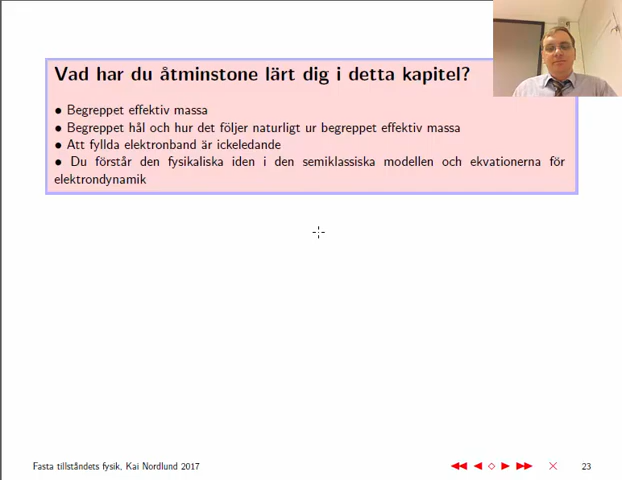 Vad har du åtminstone lärt dig i detta kapitel?
• Begreppet effektiv massa
• Begreppet hål och hur det följer naturligt ur begreppet effektiv massa
• Att fyllda elektronband är ickeledande
• Du förstår den fysikaliska iden i den semiklassiska modellen och ekvationerna för
elektrondynamik
Fasta tillståndets fysik, Kai Nordlund 2017
23